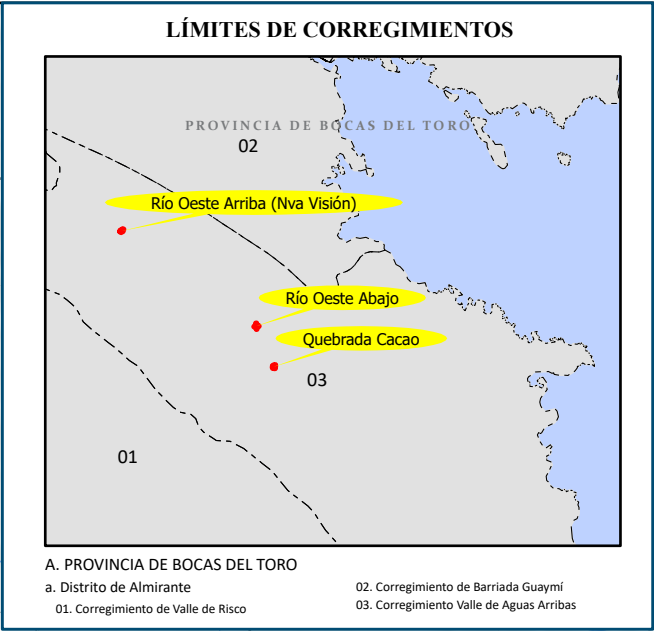 LÍMITES DE CORREGIMIENTOS
PROVINCIA DE BOCAS DEL TORO
02
Río Oeste Arriba (Nva Visión)
Río Oeste Abajo
Quebrada Cacao
03
01
A. PROVINCIA DE BOCAS DEL TORO
a. Distrito de Almirante
01. Corregimiento de Valle de Risco
02. Corregimiento de Barriada Guaymí
03. Corregimiento Valle de Aguas Arribas